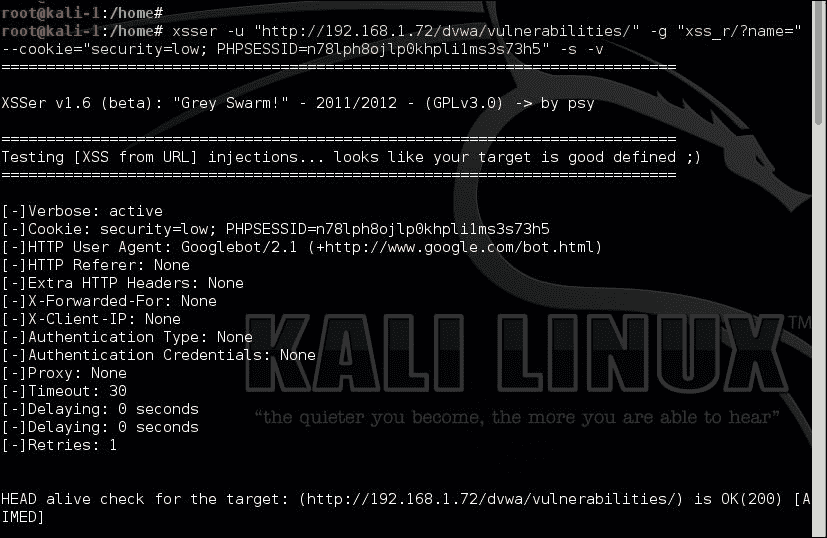 root@kali-1:/home#
root@kali-1:/home# xsser -u "http://192.168.1.72/dvwa/vulnerabilities/" -g "xss_r/?name="
--cookie="security=low; PHPSESSID=n78lph8ojlp0khpli1ms3s73h5" -s -v
===========================================================================
XSSer v1.6 (beta): "Grey Swarm!" - 2011/2012 - (GPLv3.0) -> by psy
===========================================================================
Testing [XSS from URL] injections... looks like your target is good defined ;)
===========================================================================
[-]Verbose: active
[-]Cookie: security=low; PHPSESSID=n78lph8ojlp0khpli1ms3s73h5
[-]HTTP User Agent: Googlebot/2.1 (+http://www.google.com/bot.html)
[-]HTTP Referer: None
[-]Extra HTTP Headers: None
[-]X-Forwarded-For: None
[-]X-Client-IP: None
[-]Authentication Type: None
[-]Authentication Credentials: None
[-]Proxy: None
[-]Timeout: 30
[-]Delaying: 0 seconds
[-]Delaying: 0 seconds
[-]Retries: 1
KALI LINUX™
“the quieter you become, the more you are able to hear”
HEAD alive check for the target: (http://192.168.1.72/dvwa/vulnerabilities/) is OK(200) [A
IMED]